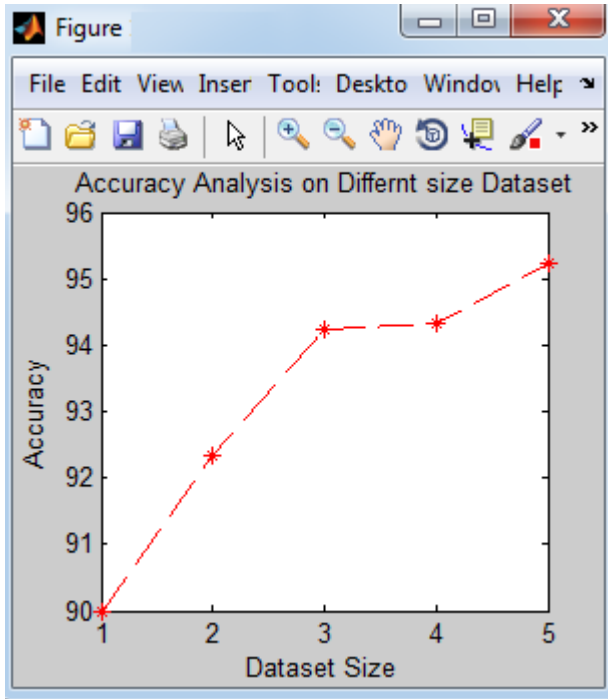 Figure
File Edit View Inser Tool: Deskto Windov Help
Accuracy Analysis on Differnt size Dataset
96
95
94
93
92
91
90
Accuracy
1 2 3 4 5
Dataset Size